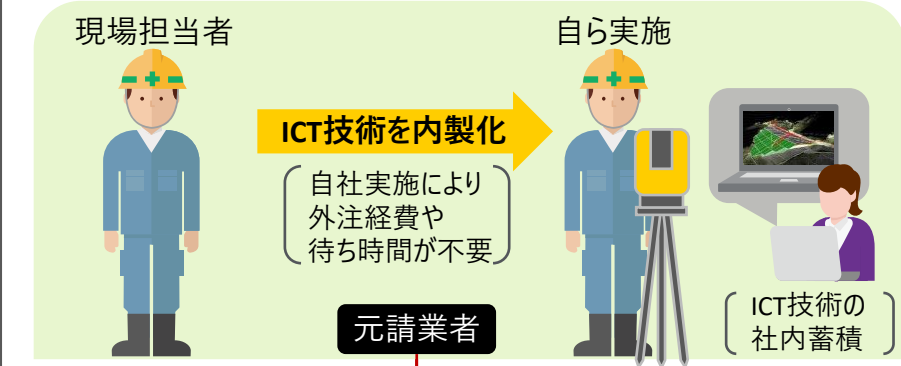 現場担当者
自ら実施
ICT技術を内製化
自社実施により
外注経費や
待ち時間が不要
元請業者
ICT技術の
社内蓄積